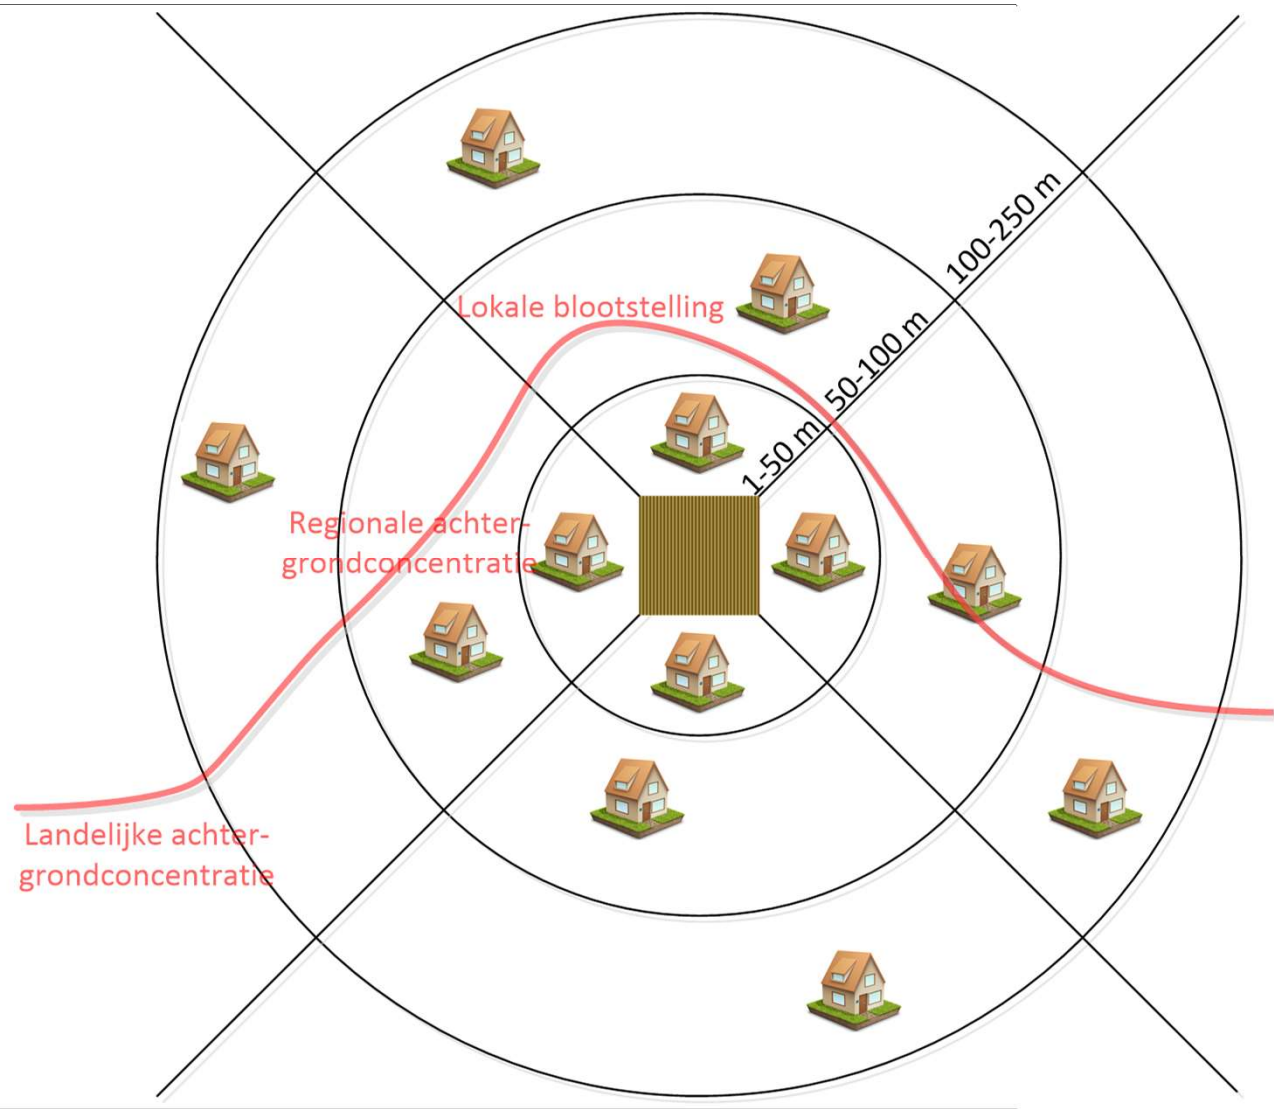 100-250 m
Lokale blootstelling
50-100 m
1-50 m
Regionale achter-
grondconcentratie
Landelijke achter-
grondconcentratie